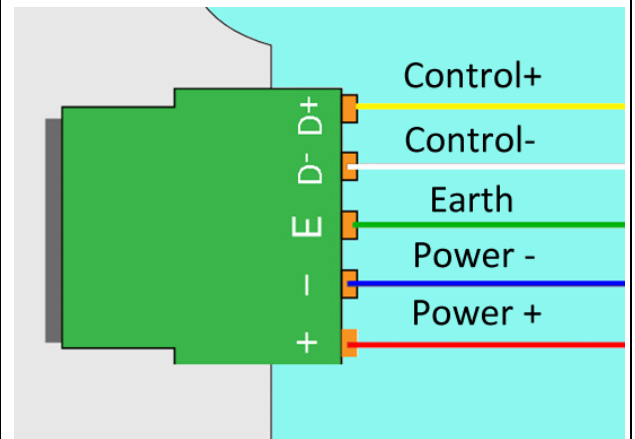 D+
Control+
D-
Control-
E
Earth
–
Power -
+
Power +